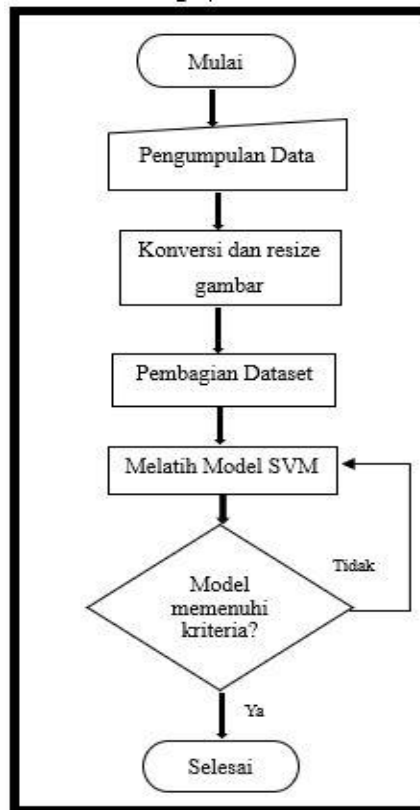 Mulai
Pengumpulan Data
Konversi dan resize
gambar
Pembagian Dataset
Melatih Model SVM
Tidak
Model
memenuhi
kriteria?
Ya
Selesai